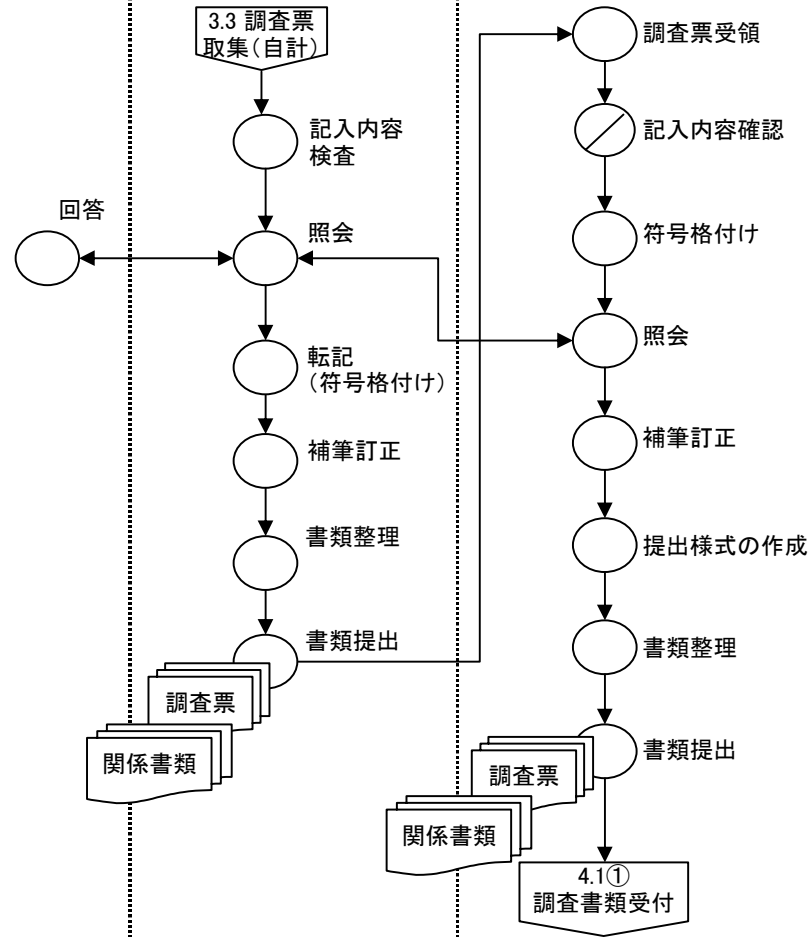 3.3 調査票
取集(自計)
記入内容
検査
回答
照会
転記
(符号格付け)
補筆訂正
書類整理
書類提出
調査票
関係書類
調査票受領
記入内容確認
符号格付け
照会
補筆訂正
提出様式の作成
書類整理
書類提出
調査票
関係書類
4.1①
調査書類受付